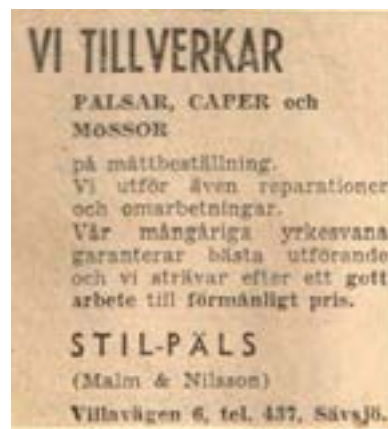 VI TILLVERKAR
PÄLSAR, CAPER och
MÖSSOR
på måttbeställning.
Vi utför även reparationer
och omarbetningar.
Vår mångåriga yrkesvana
garanterar bästa utförande
och vi strävar efter ett gott
arbete till förmånligt pris.
STIL-PÄLS
(Malm & Nilsson)
Villavägen 6, tel. 437, Sävsjö.